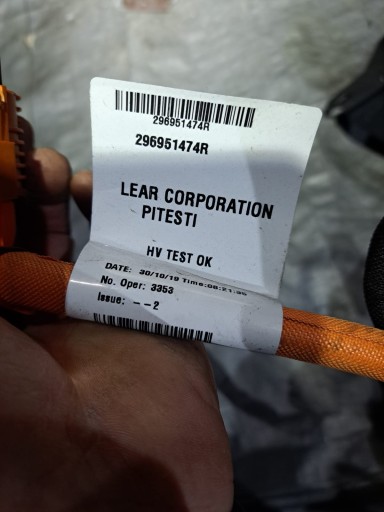 296951474R
296951474R
LEAR CORPORATION
PITESTI
HV TEST OK
DATE: 30/10/19 Time:08:21:
No. Oper: 3353
Issue: --2